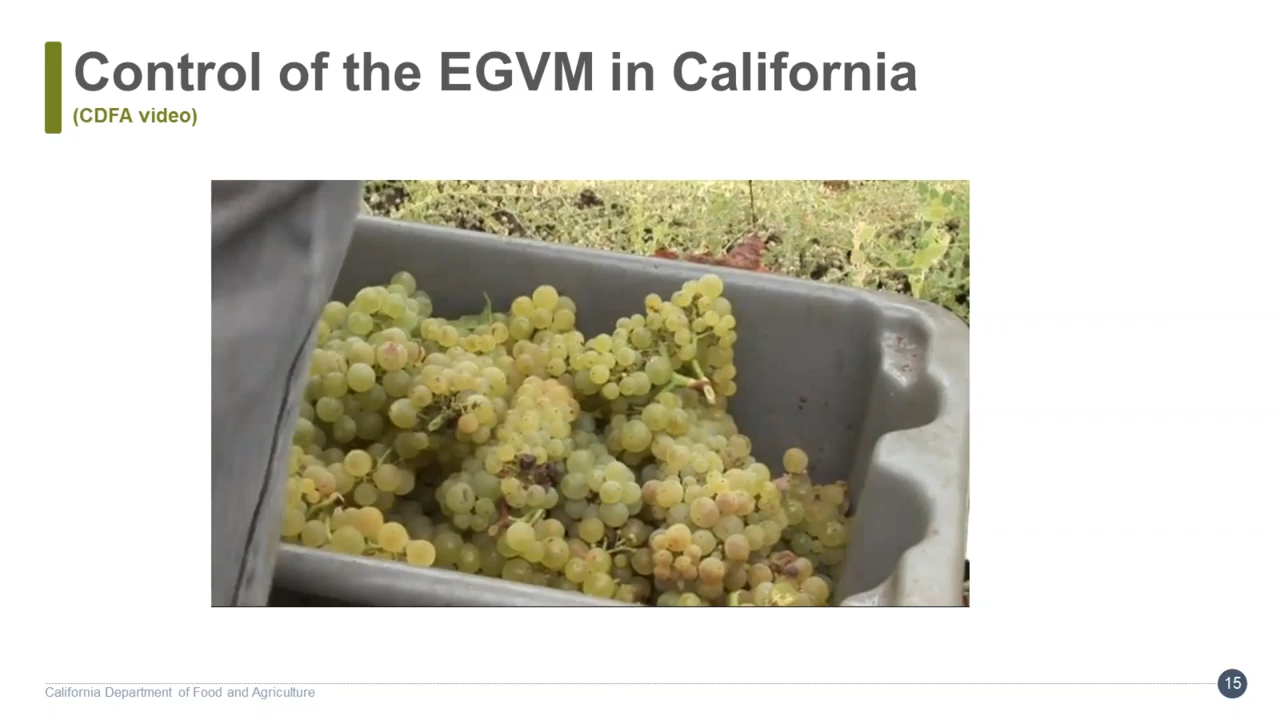 Control of the EGVM in California
(CDFA video)
California Department of Food and Agriculture
15